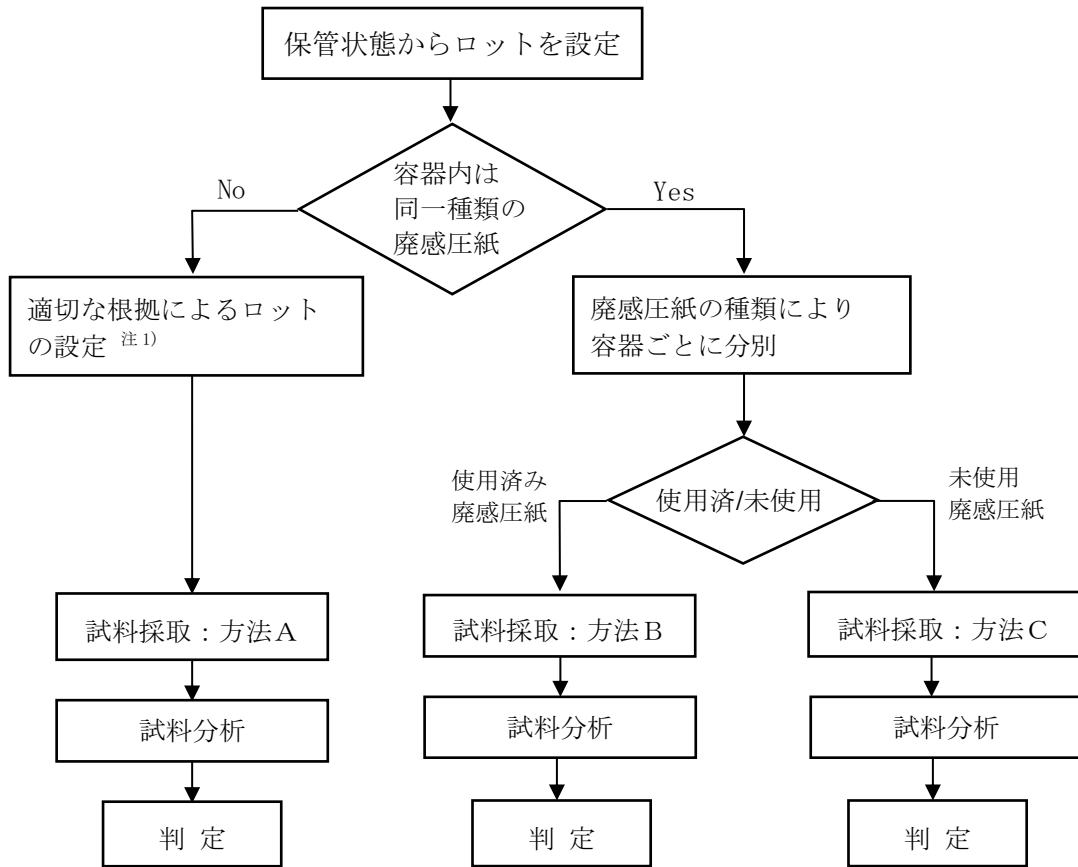 保管状態からロットを設定
容器内は
同一種類の
廃感圧紙
No
Yes
適切な根拠によるロット
の設定 注1)
廃感圧紙の種類により
容器ごとに分別
使用済み
廃感圧紙
使用済/未使用
未使用
廃感圧紙
試料採取：方法A
試料採取：方法B
試料採取：方法C
試料分析
試料分析
試料分析
判 定
判 定
判 定